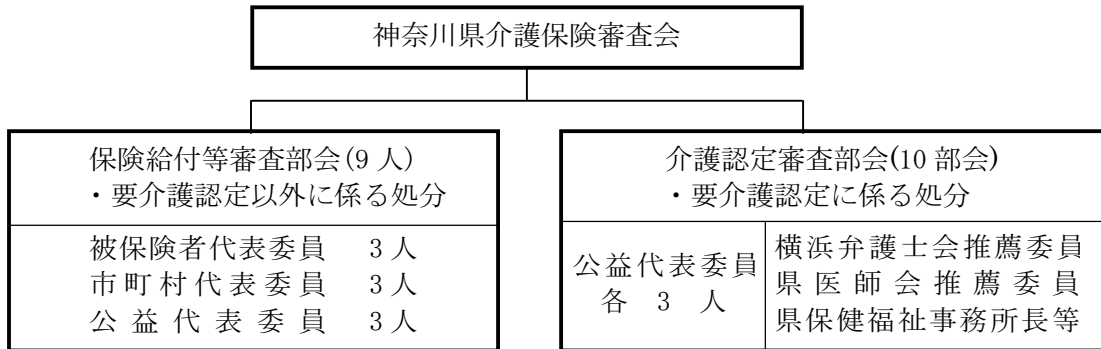 神奈川県介護保険審査会
保険給付等審査部会(9人)
・要介護認定以外に係る処分
被保険者代表委員 3人
市町村代表委員 3人
公益代表委員 3人
介護認定審査部会(10部会)
・要介護認定に係る処分
公益代表委員
各 3 人
横浜弁護士会推薦委員
県医師会推薦委員
県保健福祉事務所長等